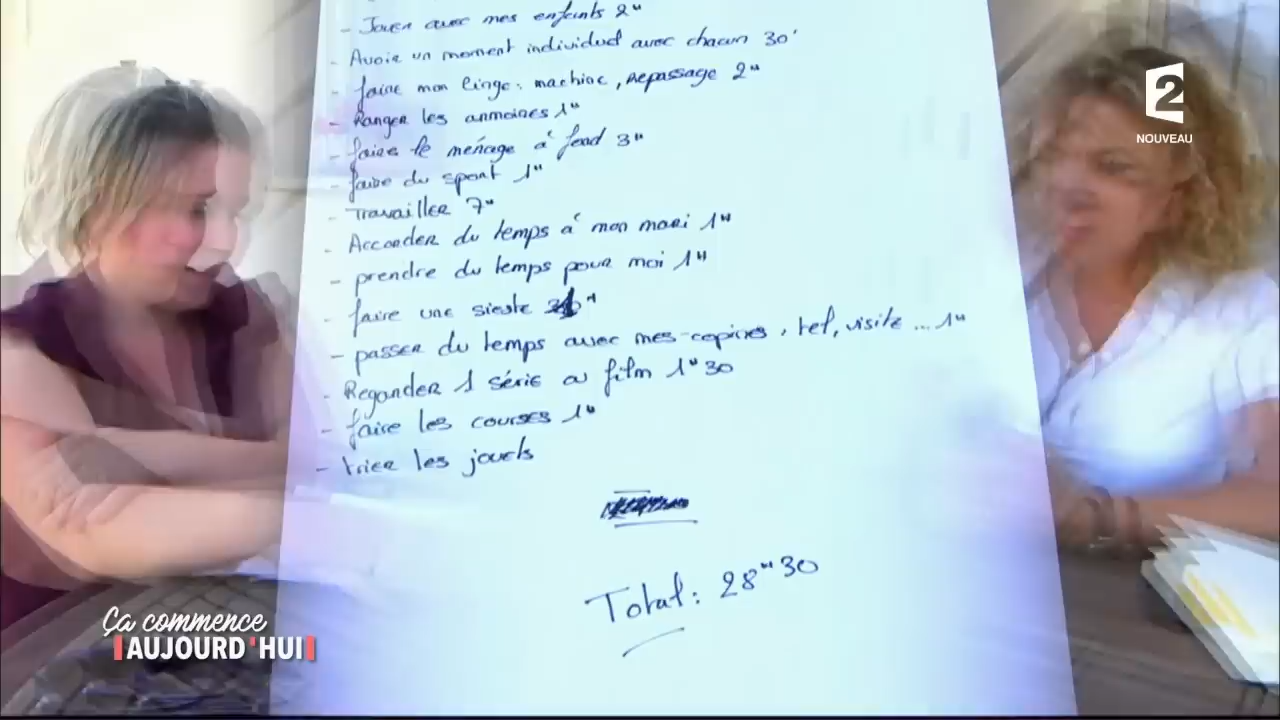 - Jouer avec mes enfants 2H
- Avoir un moment individuel avec chacun 30'
- faire mon linge : machine, repassage 2H
- Ranger les armoires 1H
- faire le ménage à fond 3H
- faire du sport 1H
- Travailler 7H
- Accorder du temps à mon mari 1H
- prendre du temps pour moi 1H
- faire une sieste
- passer du temps avec mes copines, tel, visite ... 1H
- Regarder 1 série ou film 1H30
- faire les courses 1H
- trier les jouets
Total : 28H30
2
NOUVEAU
Ça commence
AUJOURD'HUI